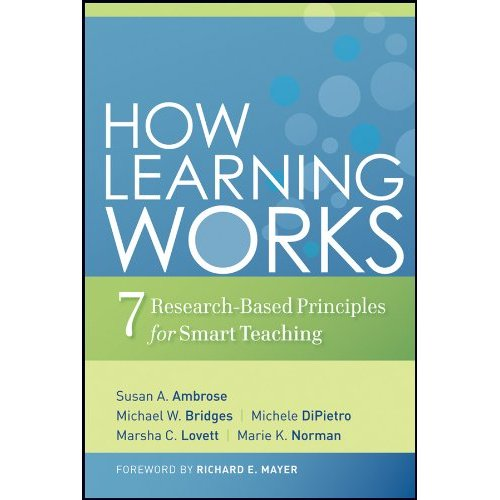 HOW
LEARNING
WORKS
7 Research-Based Principles
for Smart Teaching
Susan A. Ambrose
Michael W. Bridges | Michele DiPietro
Marsha C. Lovett | Marie K. Norman
FOREWORD BY RICHARD E. MAYER